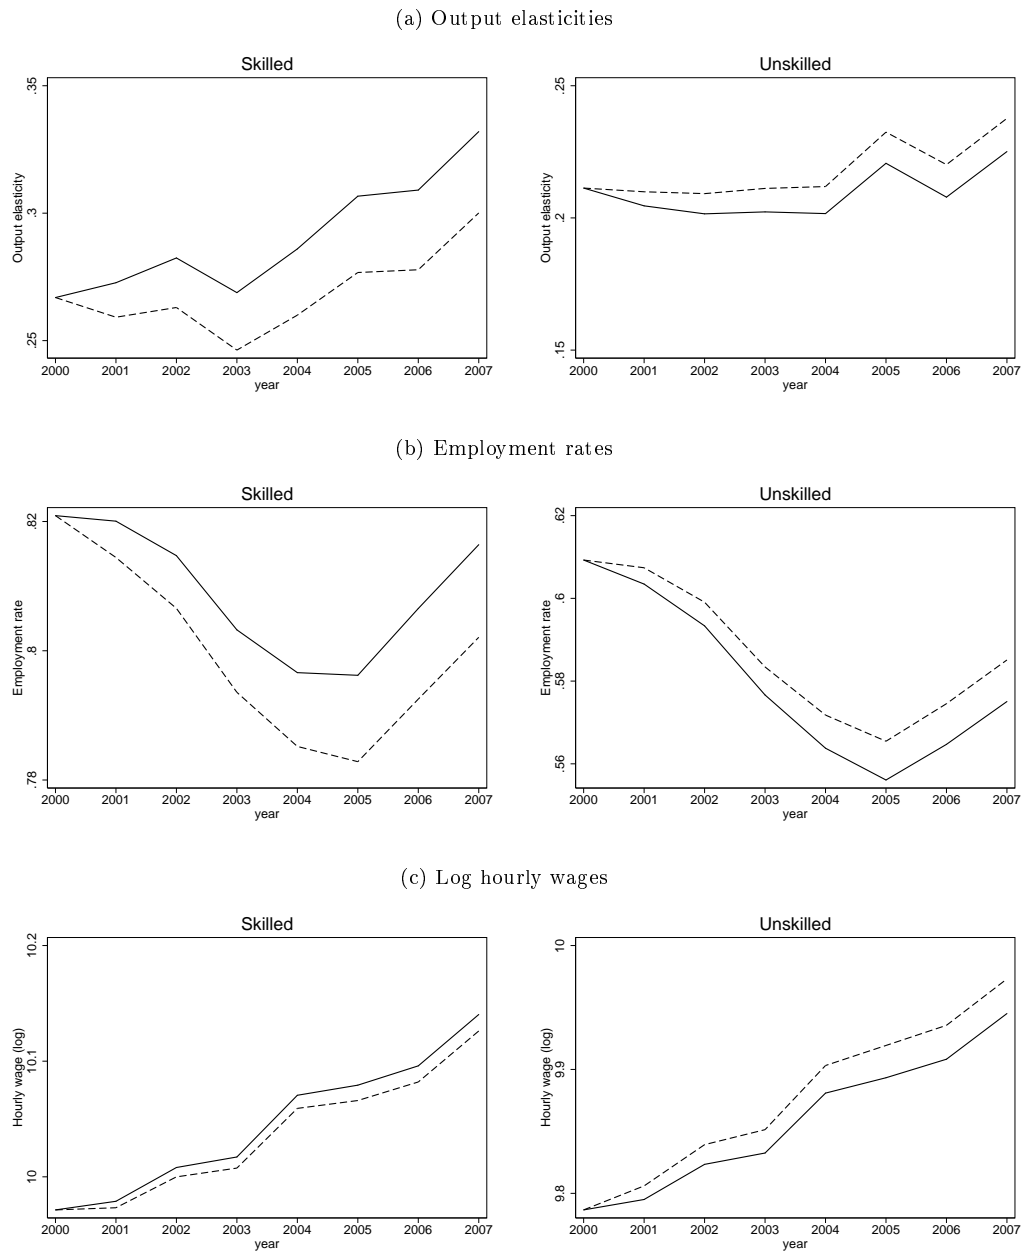 (a) Output elasticities
Skilled
Output elasticity
.35
.3
.25
2000 2001 2002 2003 2004 2005 2006 2007
year
Unskilled
Output elasticity
.25
.2
.15
2000 2001 2002 2003 2004 2005 2006 2007
year
(b) Employment rates
Skilled
Employment rate
.82
.8
.78
2000 2001 2002 2003 2004 2005 2006 2007
year
Unskilled
Employment rate
.62
.6
.58
.56
2000 2001 2002 2003 2004 2005 2006 2007
year
(c) Log hourly wages
Skilled
Hourly wage (log)
10.2
10.1
10
2000 2001 2002 2003 2004 2005 2006 2007
year
Unskilled
Hourly wage (log)
10
9.9
9.8
2000 2001 2002 2003 2004 2005 2006 2007
year